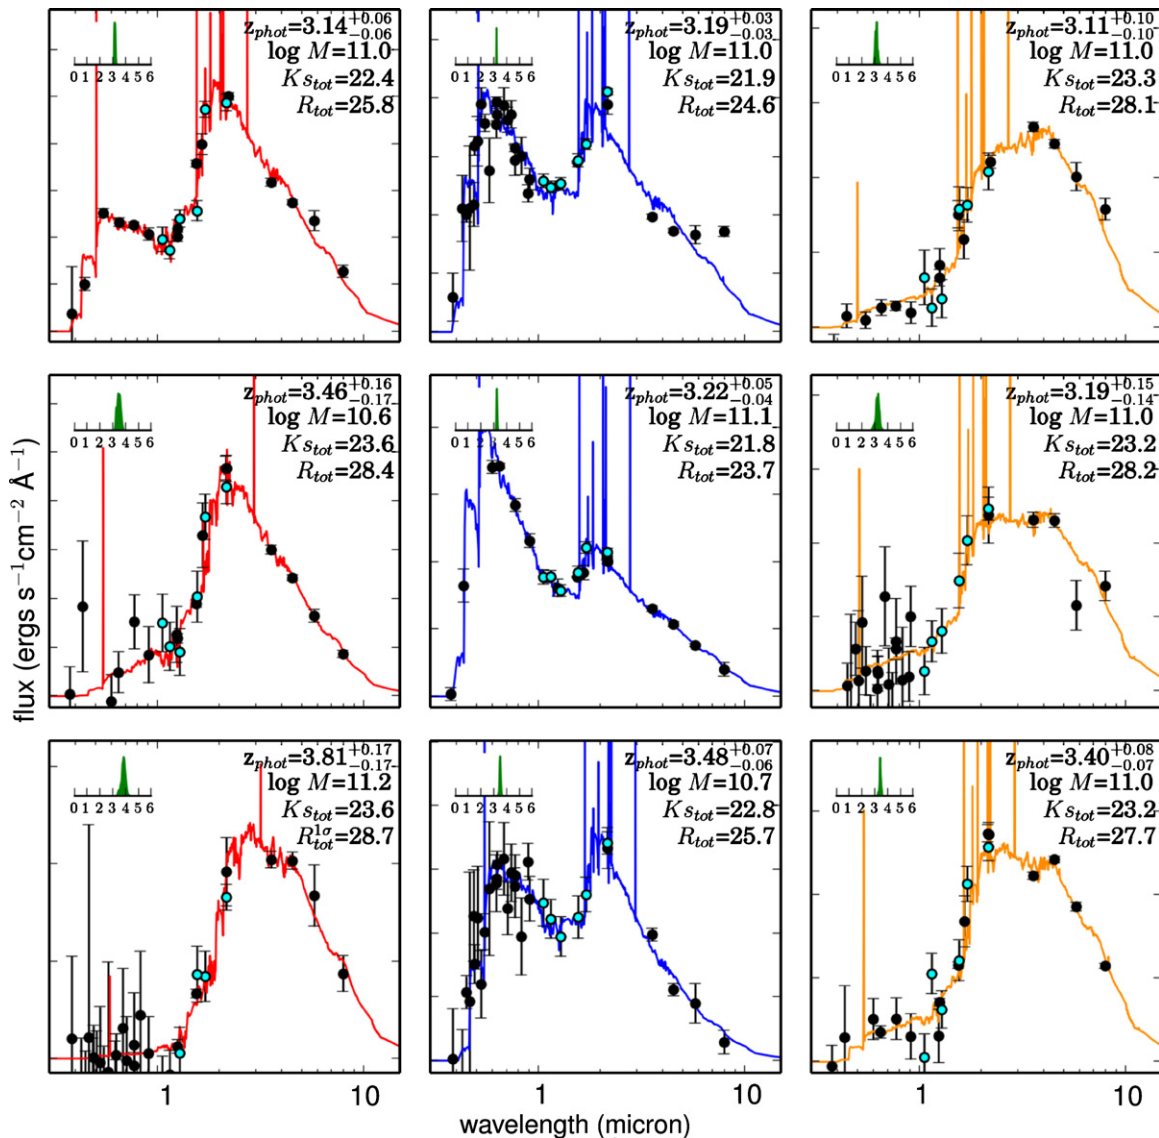 z_phot=3.14^{+0.06}_{-0.06}
log M=11.0
Ks_tot=22.4
R_tot=25.8
0 1 2 3 4 5 6
z_phot=3.19^{+0.03}_{-0.03}
log M=11.0
Ks_tot=21.9
R_tot=24.6
0 1 2 3 4 5 6
z_phot=3.11^{+0.10}_{-0.10}
log M=11.0
Ks_tot=23.3
R_tot=28.1
0 1 2 3 4 5 6
z_phot=3.46^{+0.16}_{-0.17}
log M=10.6
Ks_tot=23.6
R_tot=28.4
0 1 2 3 4 5 6
z_phot=3.22^{+0.05}_{-0.04}
log M=11.1
Ks_tot=21.8
R_tot=23.7
0 1 2 3 4 5 6
z_phot=3.19^{+0.15}_{-0.14}
log M=11.0
Ks_tot=23.2
R_tot=28.2
0 1 2 3 4 5 6
flux (ergs s⁻¹cm⁻² Å⁻¹)
z_phot=3.81^{+0.17}_{-0.17}
log M=11.2
Ks_tot=23.6
R^{1σ}_tot=28.7
0 1 2 3 4 5 6
z_phot=3.48^{+0.07}_{-0.06}
log M=10.7
Ks_tot=22.8
R_tot=25.7
0 1 2 3 4 5 6
z_phot=3.40^{+0.08}_{-0.07}
log M=11.0
Ks_tot=23.2
R_tot=27.7
0 1 2 3 4 5 6
1 10 1 10 1 10
wavelength (micron)